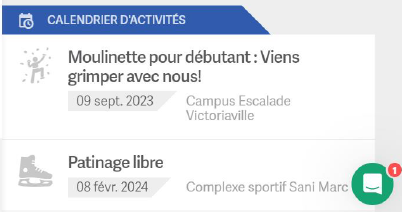 CALENDRIER D'ACTIVITÉS
Moulinette pour débutant : Viens
grimper avec nous!
09 sept. 2023
Campus Escalade
Victoriaville
Patinage libre
08 févr. 2024
Complexe sportif Sani Marc
1